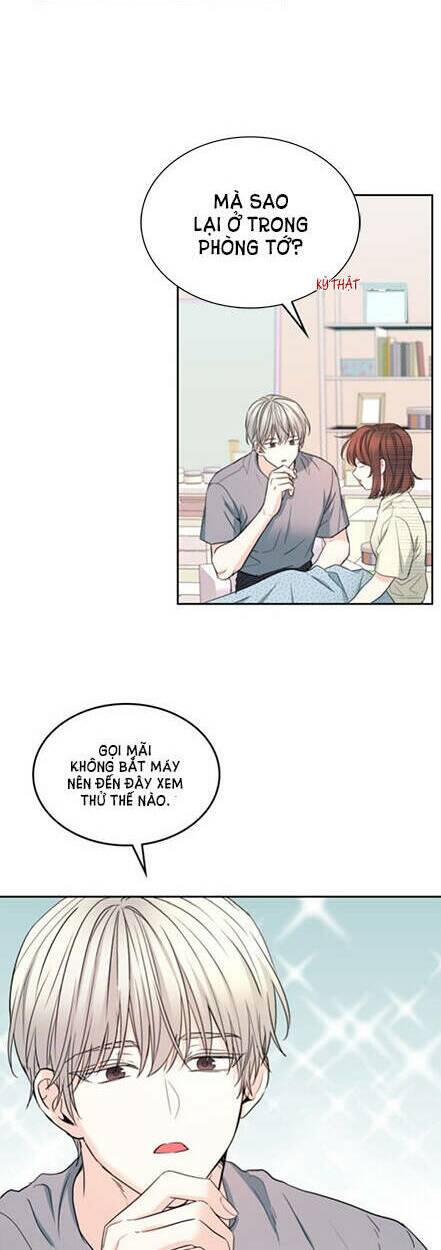 MÀ SAO
LẠI Ở TRONG
PHÒNG TỚ?
KỲ THẬT
GỌI MÃI
KHÔNG BẮT MÁY
NÊN ĐẾN ĐÂY XEM
THỬ THẾ NÀO.